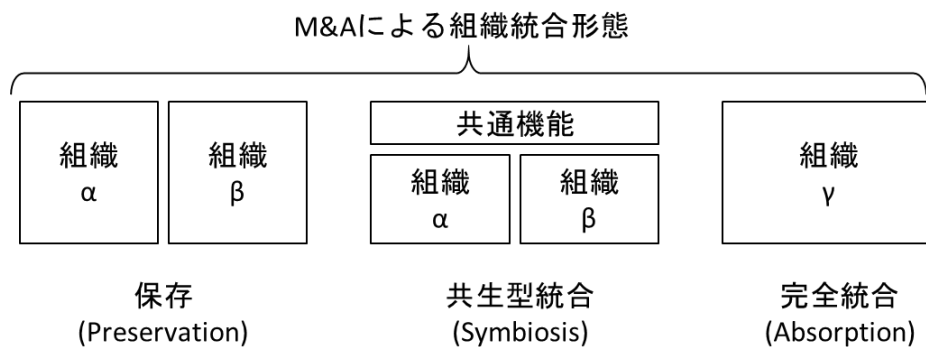 M&Aによる組織統合形態
組織
α
組織
β
共通機能
組織
α
組織
β
組織
γ
保存
(Preservation)
共生型統合
(Symbiosis)
完全統合
(Absorption)